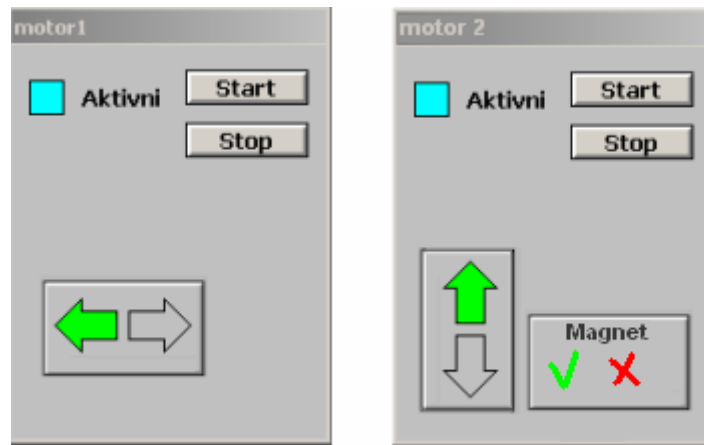 motor1
Aktivni
Start
Stop
motor 2
Aktivni
Start
Stop
Magnet